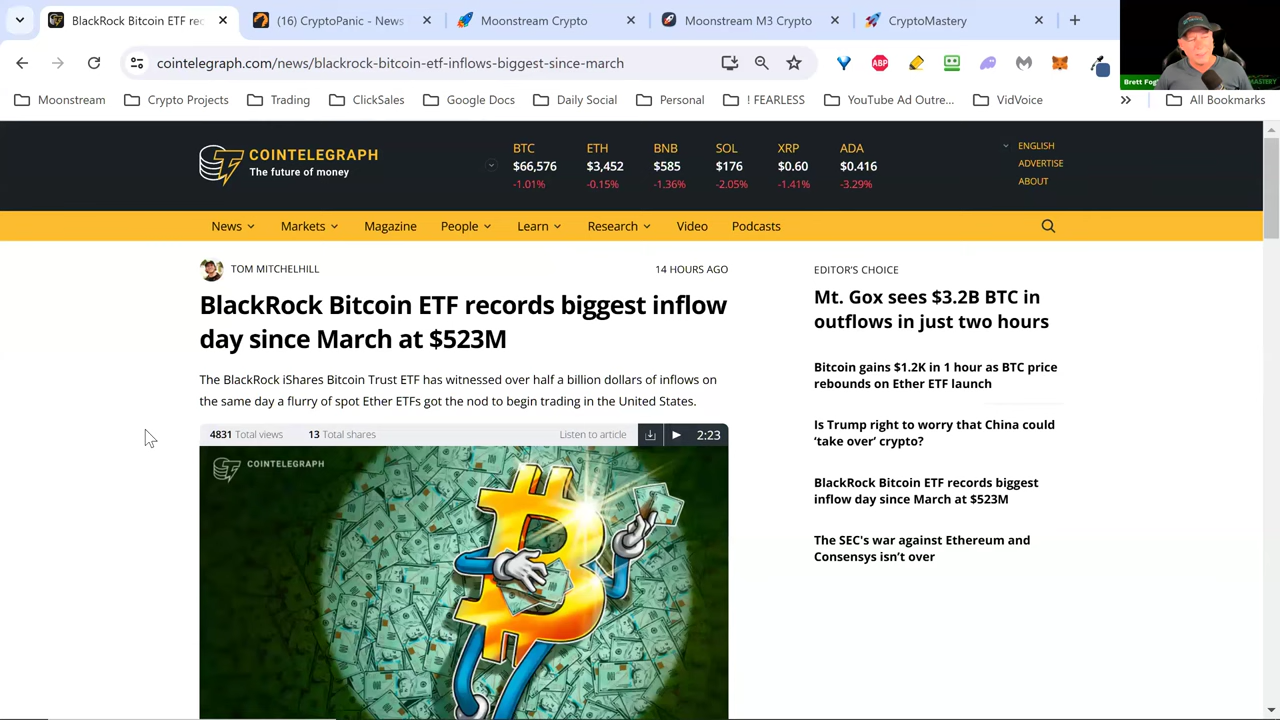 BlackRock Bitcoin ETF rec
(16) CryptoPanic - News
Moonstream Crypto
Moonstream M3 Crypto
CryptoMastery
cointelegraph.com/news/blackrock-bitcoin-etf-inflows-biggest-since-march
ABP
Brett Fog
MASTERY
Moonstream
Crypto Projects
Trading
ClickSales
Google Docs
Daily Social
Personal
! FEARLESS
YouTube Ad Outre...
VidVoice
All Bookmarks
COINTELEGRAPH
The future of money
BTC ETH BNB SOL XRP ADA
$66,576 $3,452 $585 $176 $0.60 $0.416
-1.01% -0.15% -1.36% -2.05% -1.41% -3.29%
ENGLISH
ADVERTISE
ABOUT
News Markets Magazine People Learn Research Video Podcasts
TOM MITCHELHILL
14 HOURS AGO
BlackRock Bitcoin ETF records biggest inflow
day since March at $523M
The BlackRock iShares Bitcoin Trust ETF has witnessed over half a billion dollars of inflows on
the same day a flurry of spot Ether ETFs got the nod to begin trading in the United States.
4831 Total views
13 Total shares
Listen to article
2:23
COINTELEGRAPH
EDITOR'S CHOICE
Mt. Gox sees $3.2B BTC in
outflows in just two hours
Bitcoin gains $1.2K in 1 hour as BTC price
rebounds on Ether ETF launch
Is Trump right to worry that China could
‘take over’ crypto?
BlackRock Bitcoin ETF records biggest
inflow day since March at $523M
The SEC's war against Ethereum and
Consensys isn’t over